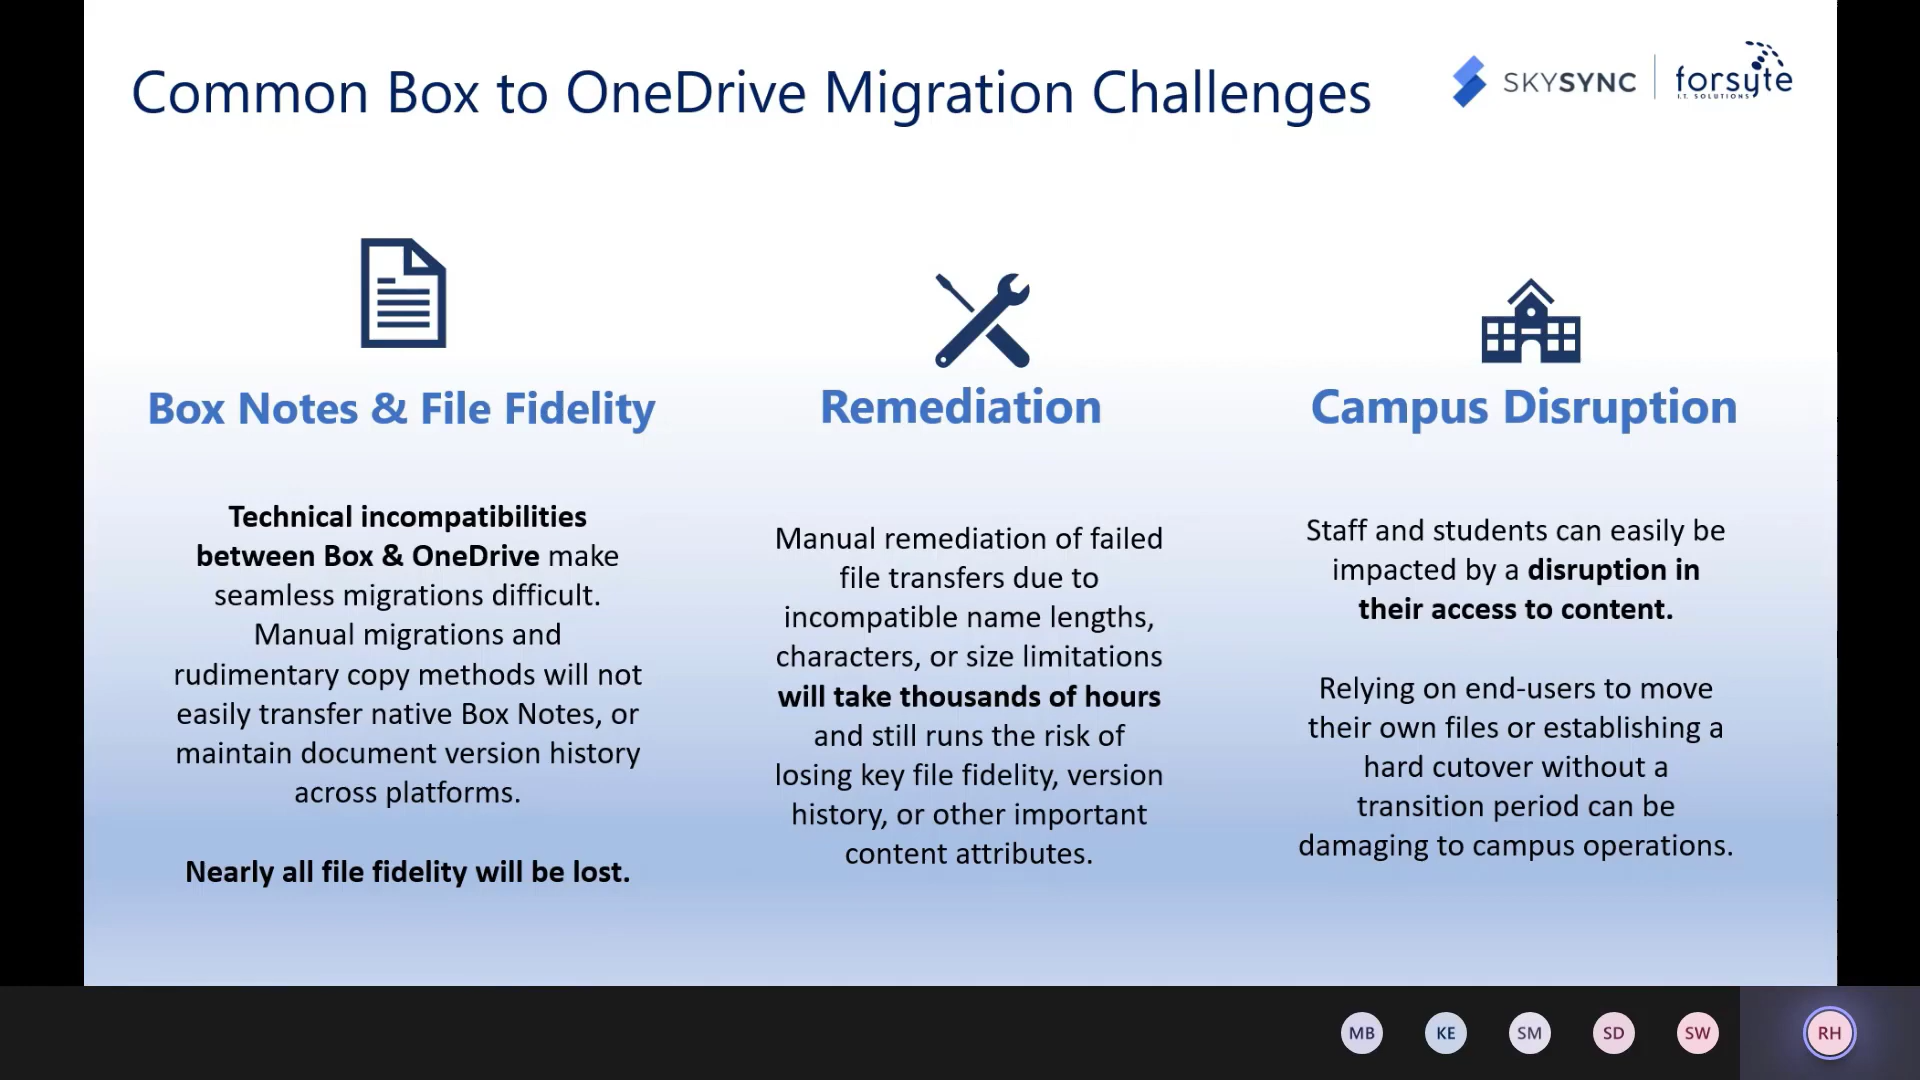 Common Box to OneDrive Migration Challenges
SKYSYNC
forsyte
I.T. SOLUTIONS
Box Notes & File Fidelity
Technical incompatibilities
between Box & OneDrive make
seamless migrations difficult.
Manual migrations and
rudimentary copy methods will not
easily transfer native Box Notes, or
maintain document version history
across platforms.
Nearly all file fidelity will be lost.
Remediation
Manual remediation of failed
file transfers due to
incompatible name lengths,
characters, or size limitations
will take thousands of hours
and still runs the risk of
losing key file fidelity, version
history, or other important
content attributes.
Campus Disruption
Staff and students can easily be
impacted by a disruption in
their access to content.
Relying on end-users to move
their own files or establishing a
hard cutover without a
transition period can be
damaging to campus operations.
MB KE SM SD SW RH